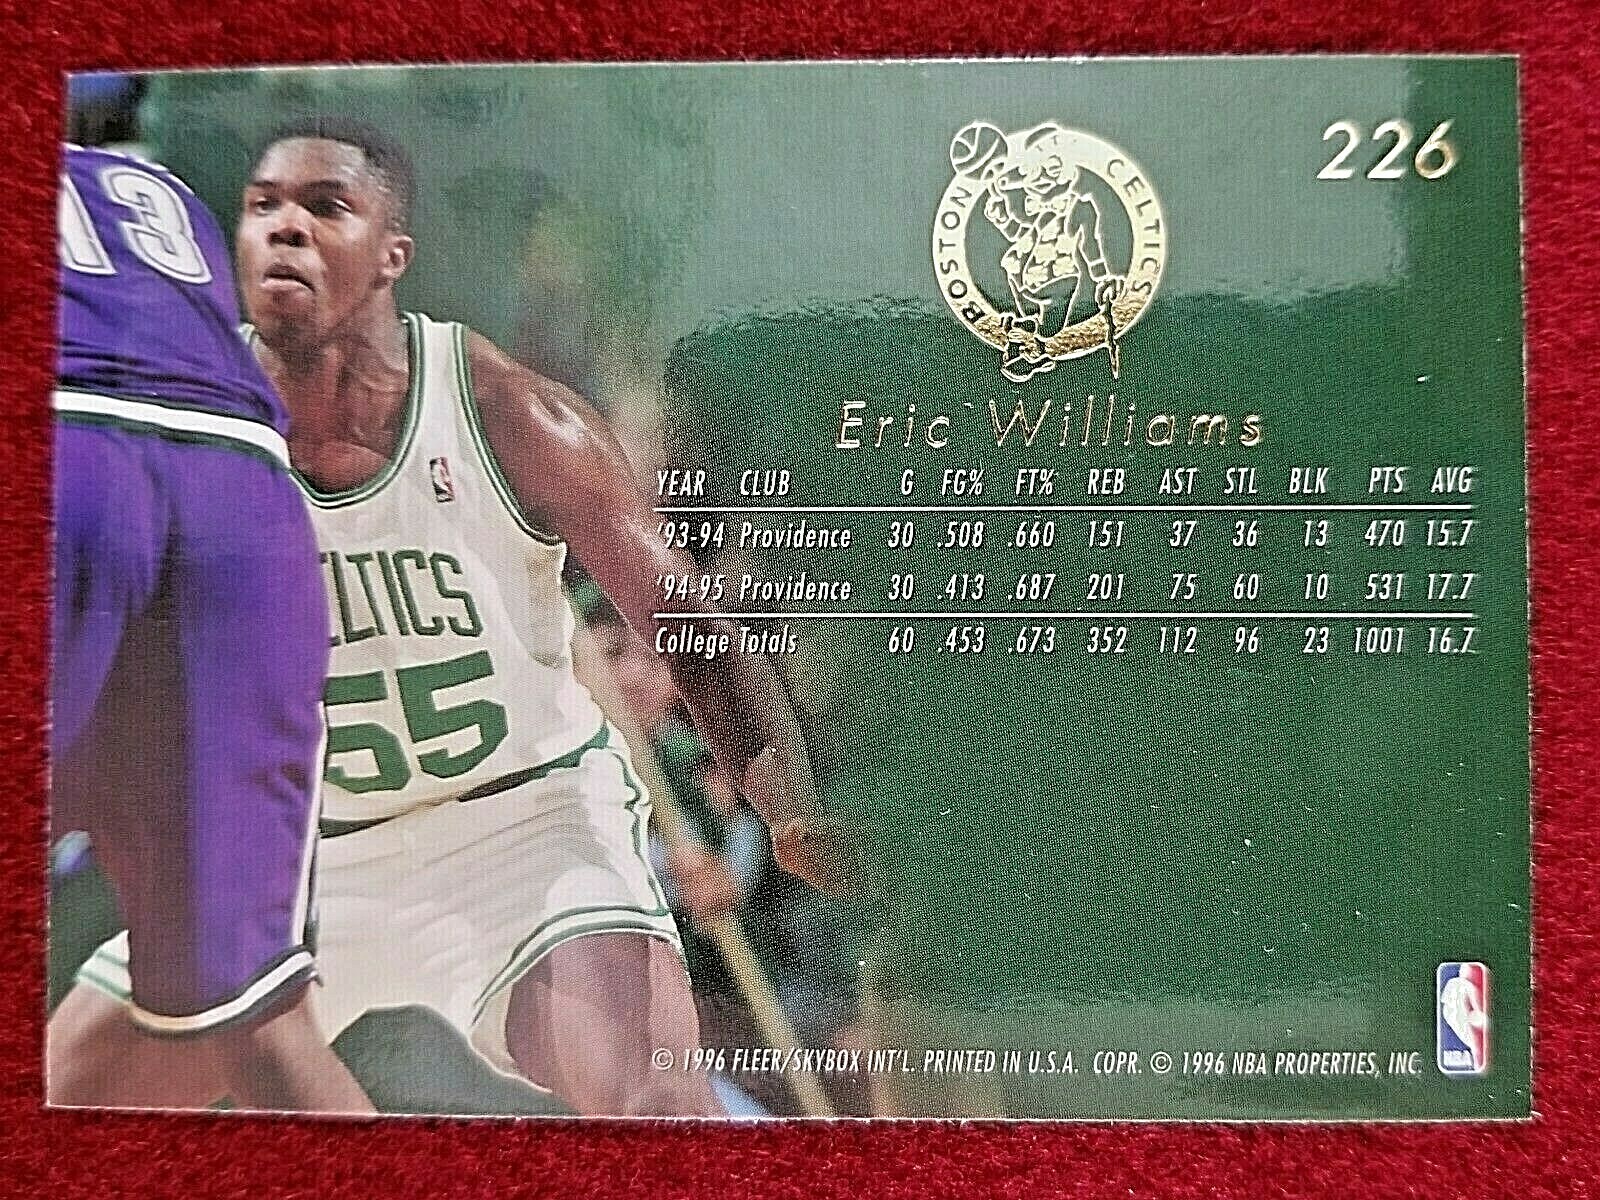 226
BOSTON CELTICS
Eric Williams
YEAR CLUB G FG% FT% REB AST STL BLK PTS AVG
'93-94 Providence 30 .508 .660 151 37 36 13 470 15.7
'94-95 Providence 30 .413 .687 201 75 60 10 531 17.7
College Totals 60 .453 .673 352 112 96 23 1001 16.7
13
ELTICS
55
NBA
© 1996 FLEER/SKYBOX INT'L. PRINTED IN U.S.A. COPR. © 1996 NBA PROPERTIES, INC.